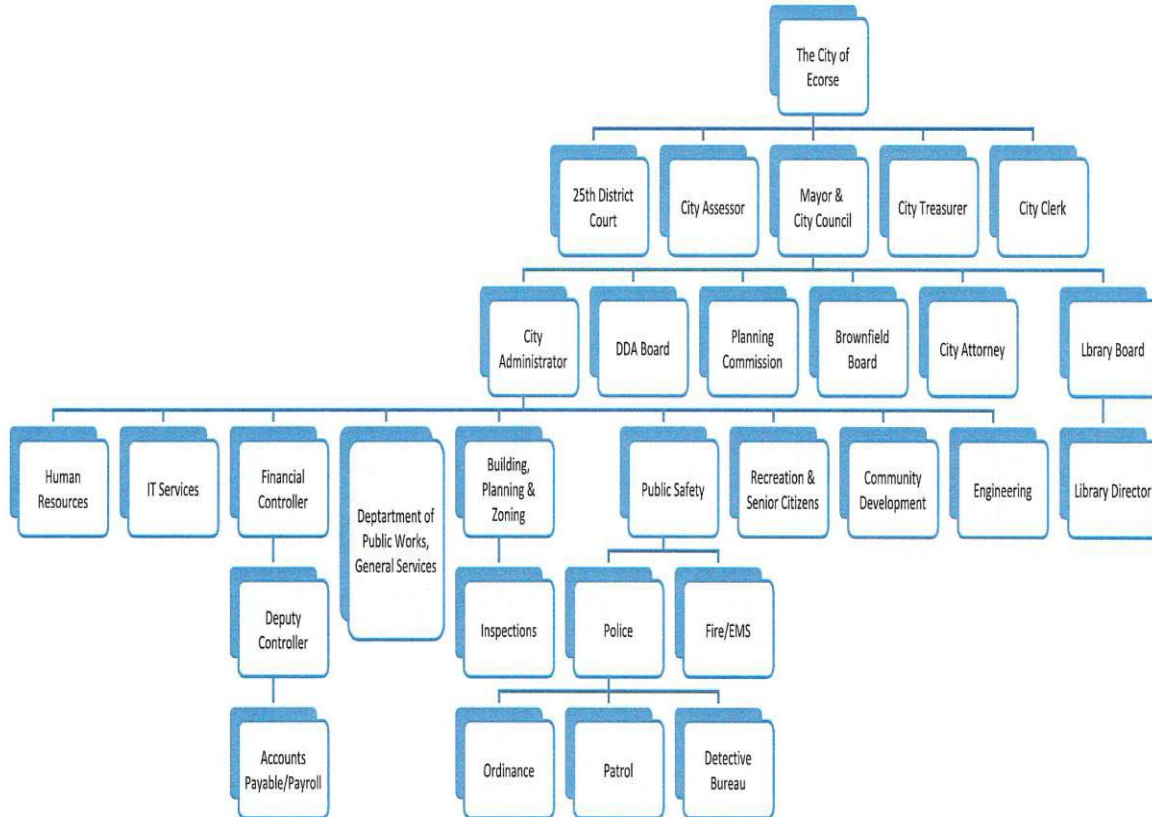 The City of
Ecorse
25th District
Court
City Assessor
Mayor &
City Council
City Treasurer
City Clerk
City
Administrator
DDA Board
Planning
Commission
Brownfield
Board
City Attorney
Lbrary Board
Human
Resources
IT Services
Financial
Controller
Deptartment of
Public Works,
General Services
Building,
Planning &
Zoning
Public Safety
Recreation &
Senior Citizens
Community
Development
Engineering
Library Director
Deputy
Controller
Inspections
Police
Fire/EMS
Accounts
Payable/Payroll
Ordinance
Patrol
Detective
Bureau